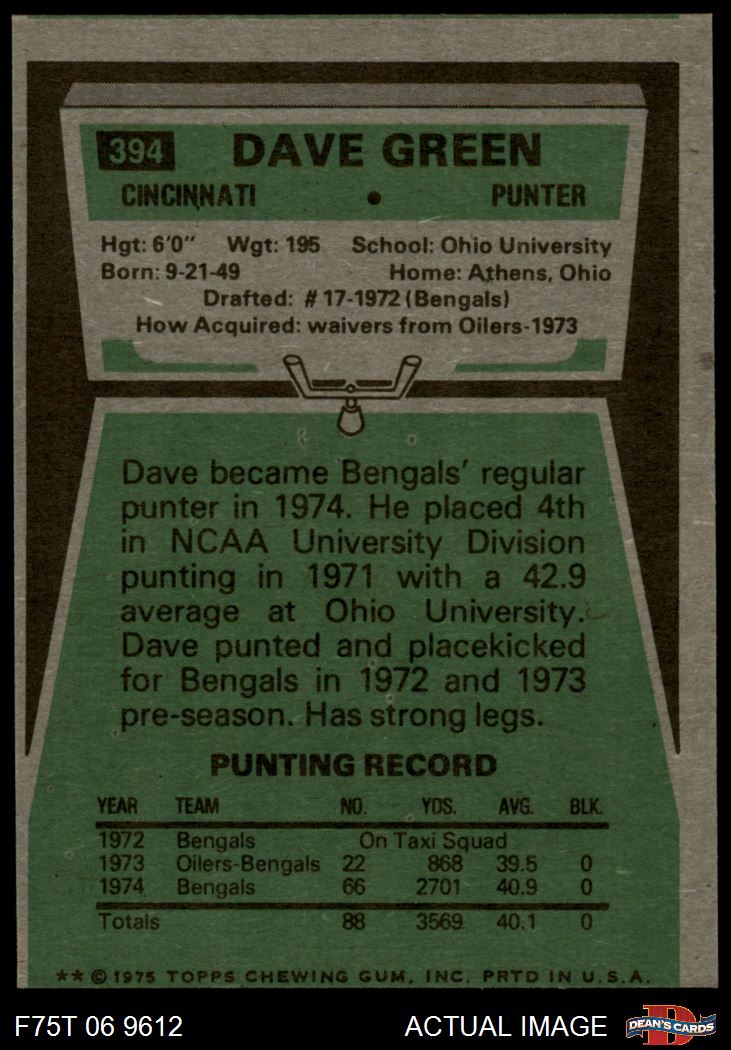 394 DAVE GREEN
CINCINNATI • PUNTER
Hgt: 6'0" Wgt: 195 School: Ohio University
Born: 9-21-49 Home: Athens, Ohio
Drafted: #17-1972 (Bengals)
How Acquired: waivers from Oilers-1973
Dave became Bengals' regular
punter in 1974. He placed 4th
in NCAA University Division
punting in 1971 with a 42.9
average at Ohio University.
Dave punted and placekicked
for Bengals in 1972 and 1973
pre-season. Has strong legs.
PUNTING RECORD
YEAR TEAM NO. YDS. AVG. BLK.
1972 Bengals On Taxi Squad
1973 Oilers-Bengals 22 868 39.5 0
1974 Bengals 66 2701 40.9 0
Totals 88 3569 40.1 0
** © 1975 TOPPS CHEWING GUM, INC. PRTD IN U.S.A.
F75T 06 9612 ACTUAL IMAGE D DEAN'S CARDS